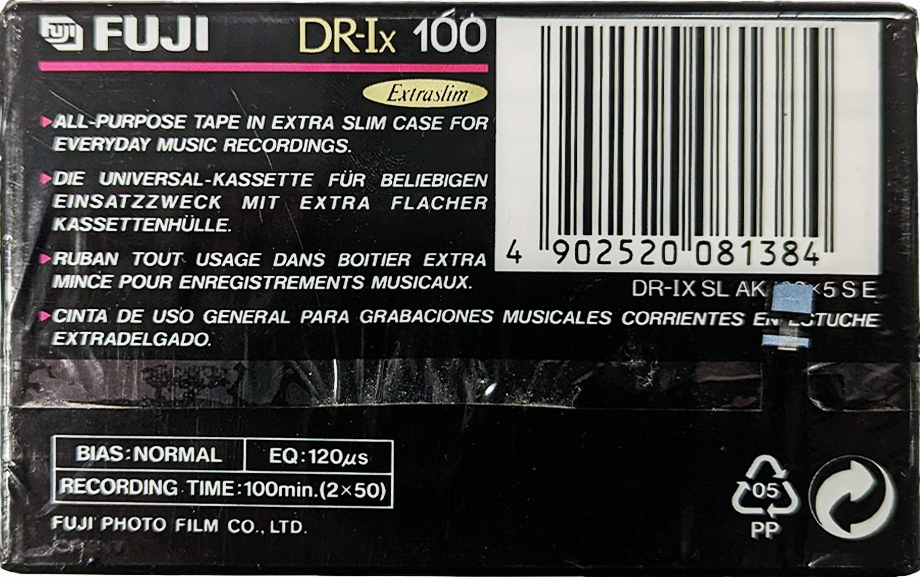 FUJI FUJI DR-Ix 100
Extraslim
ALL-PURPOSE TAPE IN EXTRA SLIM CASE FOR
EVERYDAY MUSIC RECORDINGS.
DIE UNIVERSAL-KASSETTE FÜR BELIEBIGEN
EINSATZZWECK MIT EXTRA FLACHER
KASSETTENHÜLLE.
RUBAN TOUT USAGE DANS BOITIER EXTRA
MINCE POUR ENREGISTREMENTS MUSICAUX.
CINTA DE USO GENERAL PARA GRABACIONES MUSICALES CORRIENTES EN ESTUCHE
EXTRADELGADO.
4 902520 081384
DR-IX SL AK ×5 S E
BIAS:NORMAL EQ:120µs
RECORDING TIME:100min.(2×50)
FUJI PHOTO FILM CO., LTD.
05
PP